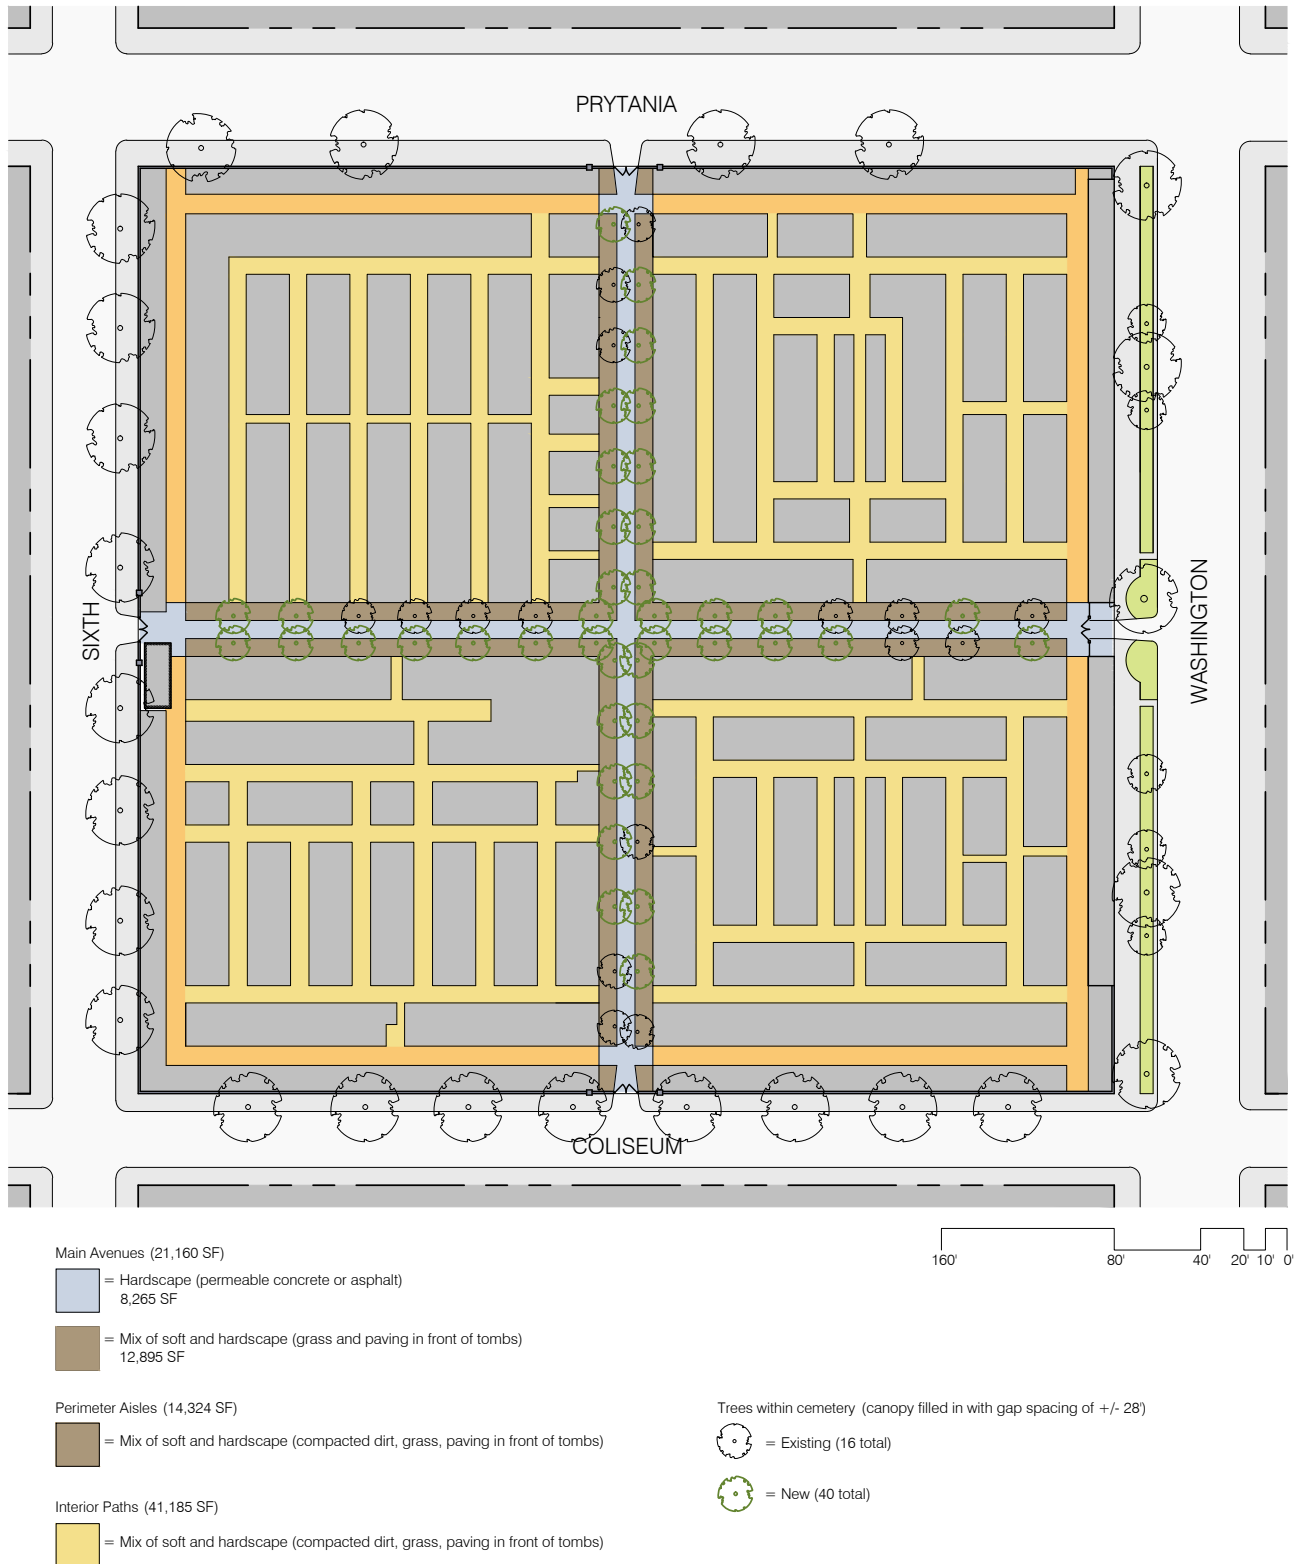 PRYTANIA
SIXTH
WASHINGTON
COLISEUM
160' 80' 40' 20' 10' 0'
Main Avenues (21,160 SF)
= Hardscape (permeable concrete or asphalt)
8,265 SF
= Mix of soft and hardscape (grass and paving in front of tombs)
12,895 SF
Perimeter Aisles (14,324 SF)
= Mix of soft and hardscape (compacted dirt, grass, paving in front of tombs)
Interior Paths (41,185 SF)
= Mix of soft and hardscape (compacted dirt, grass, paving in front of tombs)
Trees within cemetery (canopy filled in with gap spacing of +/- 28')
= Existing (16 total)
= New (40 total)